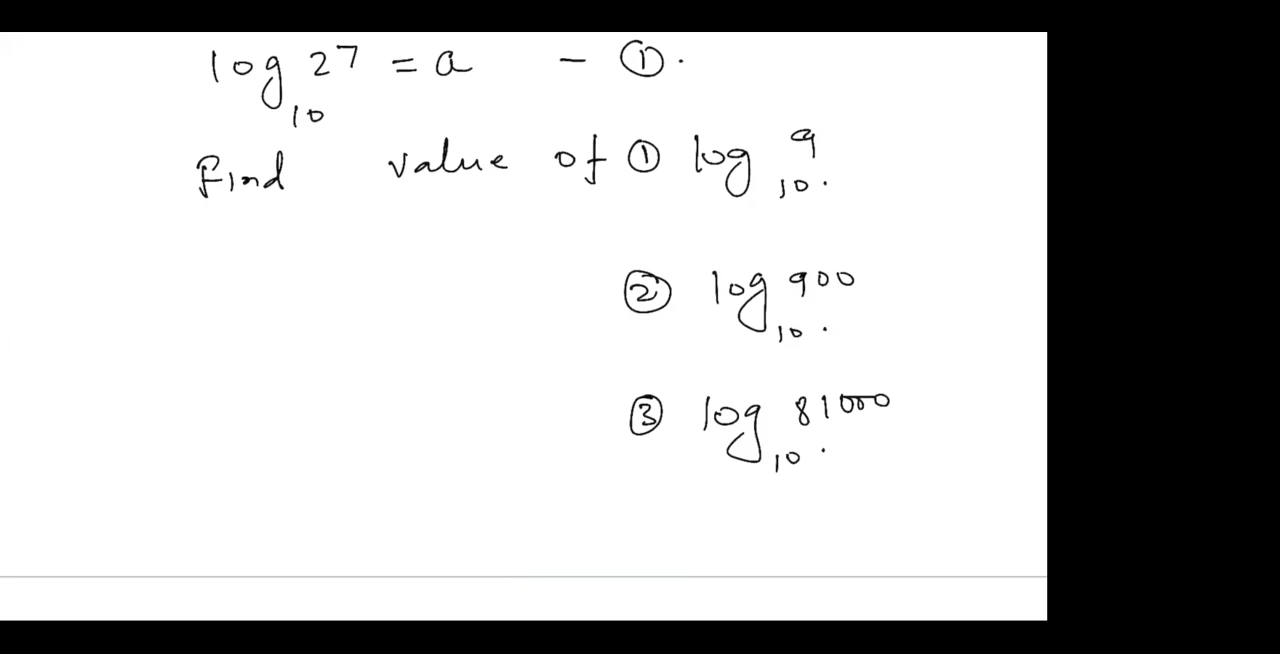 log₁₀ 27 = a - ①.
Find value of ① log₁₀ 9.
② log₁₀ 900.
③ log₁₀ 81000.